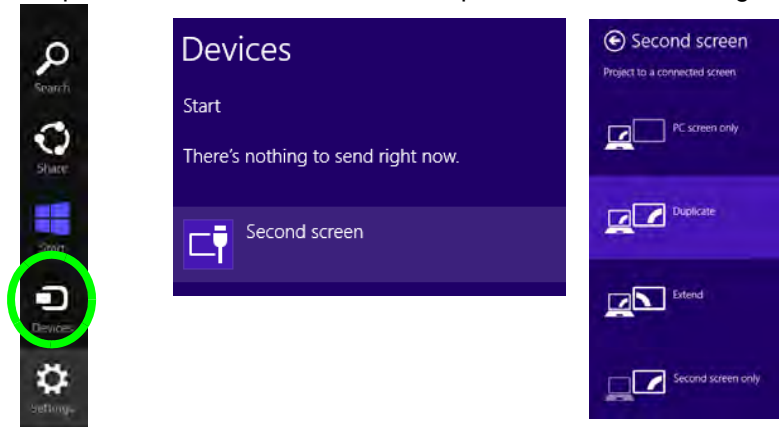 Search
Share
Start
Devices
Settings
Devices
Start
There's nothing to send right now.
Second screen
Second screen
Project to a connected screen
PC screen only
Duplicate
Extend
Second screen only